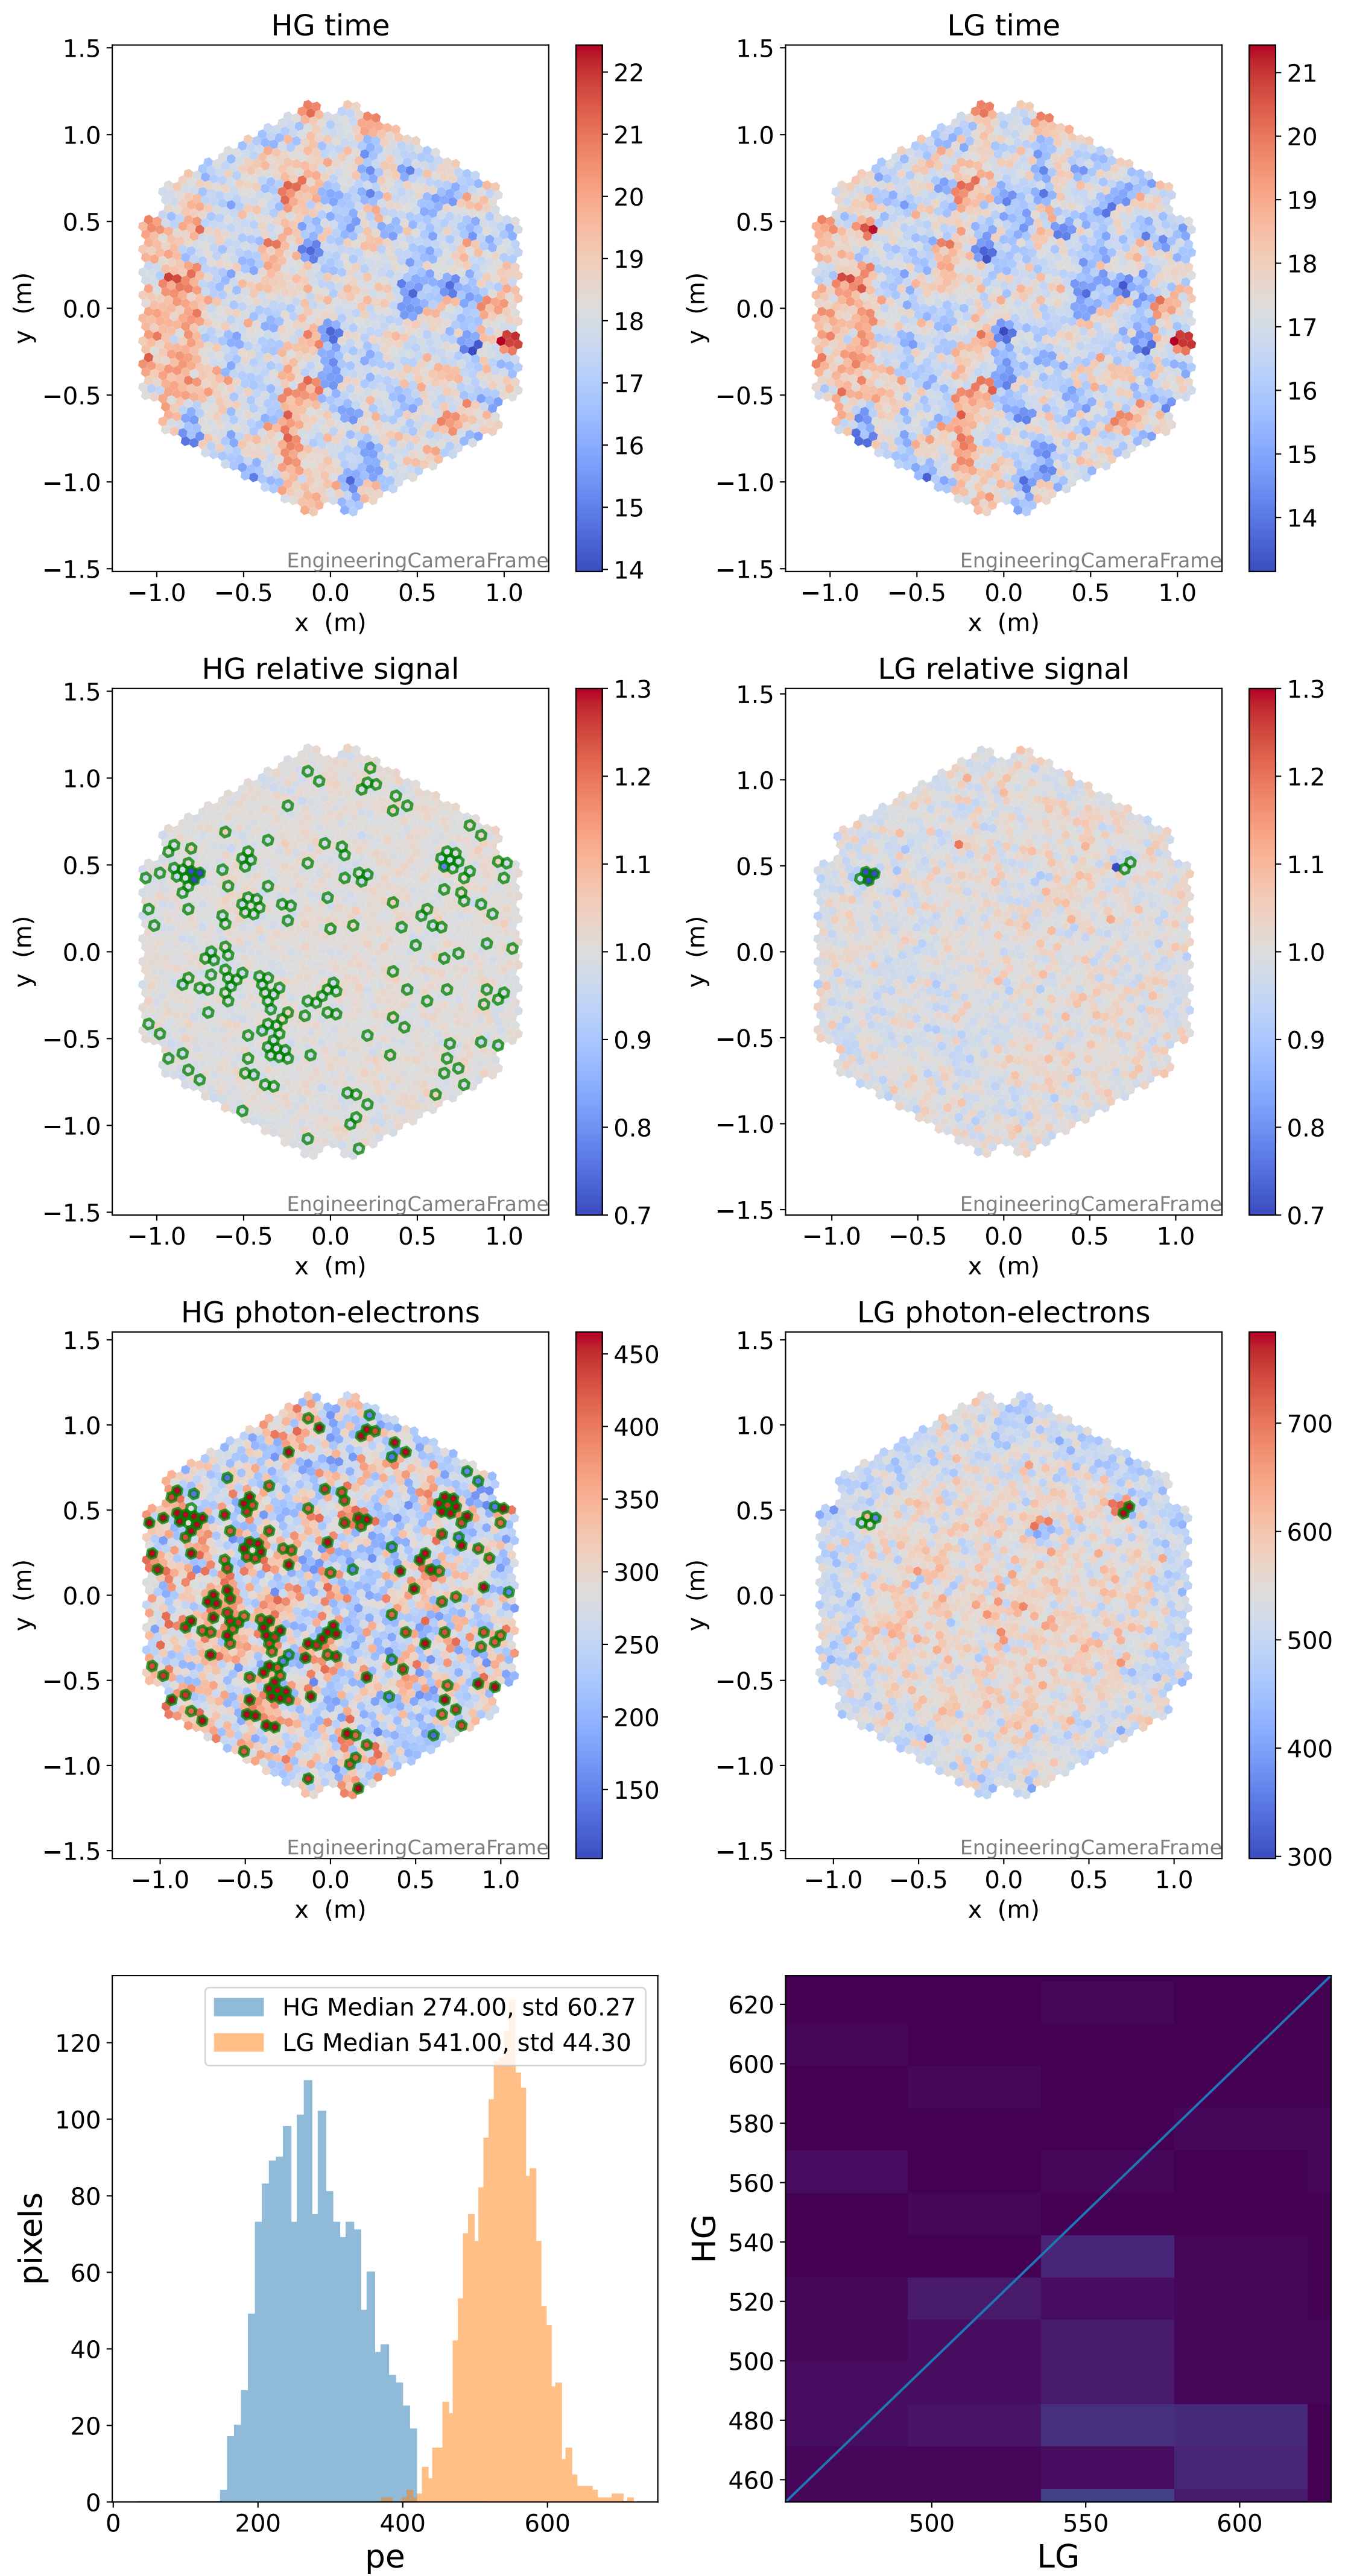 HG time
1.5
1.0
0.5
0.0
−0.5
−1.0
−1.5
y (m)
−1.0 −0.5 0.0 0.5 1.0
x (m)
EngineeringCameraFrame
22
21
20
19
18
17
16
15
14
LG time
1.5
1.0
0.5
0.0
−0.5
−1.0
−1.5
y (m)
−1.0 −0.5 0.0 0.5 1.0
x (m)
EngineeringCameraFrame
21
20
19
18
17
16
15
14
HG relative signal
1.5
1.0
0.5
0.0
−0.5
−1.0
−1.5
y (m)
−1.0 −0.5 0.0 0.5 1.0
x (m)
EngineeringCameraFrame
1.3
1.2
1.1
1.0
0.9
0.8
0.7
LG relative signal
1.5
1.0
0.5
0.0
−0.5
−1.0
−1.5
y (m)
−1.0 −0.5 0.0 0.5 1.0
x (m)
EngineeringCameraFrame
1.3
1.2
1.1
1.0
0.9
0.8
0.7
HG photon-electrons
1.5
1.0
0.5
0.0
−0.5
−1.0
−1.5
y (m)
−1.0 −0.5 0.0 0.5 1.0
x (m)
EngineeringCameraFrame
450
400
350
300
250
200
150
LG photon-electrons
1.5
1.0
0.5
0.0
−0.5
−1.0
−1.5
y (m)
−1.0 −0.5 0.0 0.5 1.0
x (m)
EngineeringCameraFrame
700
600
500
400
300
HG Median 274.00, std 60.27
LG Median 541.00, std 44.30
120
100
80
60
40
20
0
pixels
0 200 400 600
pe
620
600
580
560
540
520
500
480
460
HG
500 550 600
LG